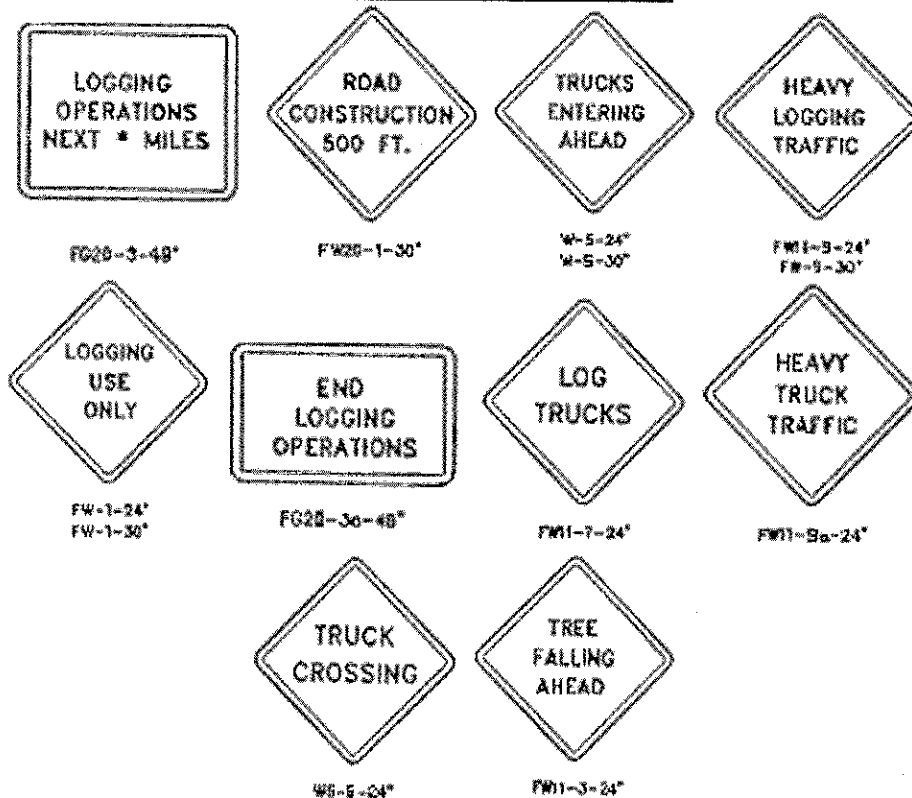 LOGGING
OPERATIONS
NEXT * MILES
ROAD
CONSTRUCTION
500 FT.
TRUCKS
ENTERING
AHEAD
HEAVY
LOGGING
TRAFFIC
FG20-3-48"
FW20-1-30"
W-5-24"
W-5-30"
FW11-9-24"
FW-9-30"
LOGGING
USE
ONLY
END
LOGGING
OPERATIONS
LOG
TRUCKS
HEAVY
TRUCK
TRAFFIC
FW-1-24"
FW-1-30"
FG20-3a-48"
FW11-7-24"
FW11-9a-24"
TRUCK
CROSSING
TREE
FALLING
AHEAD
FW11-3-24"